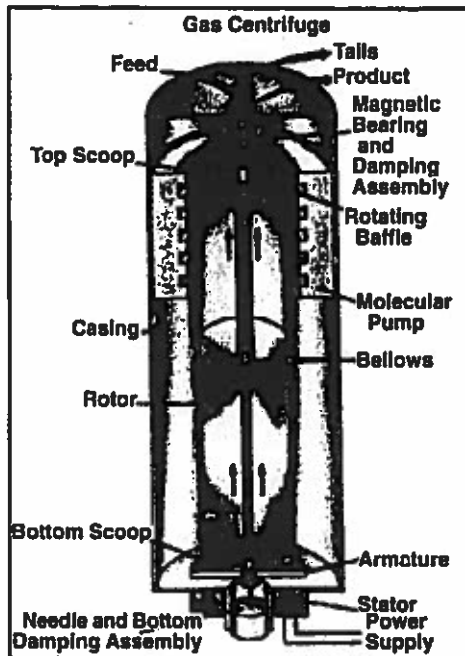 Gas Centrifuge
Feed
Tails
Product
Magnetic
Bearing
and
Damping
Assembly
Top Scoop
Rotating
Baffle
Molecular
Pump
Casing
Bellows
Rotor
Bottom Scoop
Armature
Stator
Needle and Bottom
Damping Assembly
Power
Supply